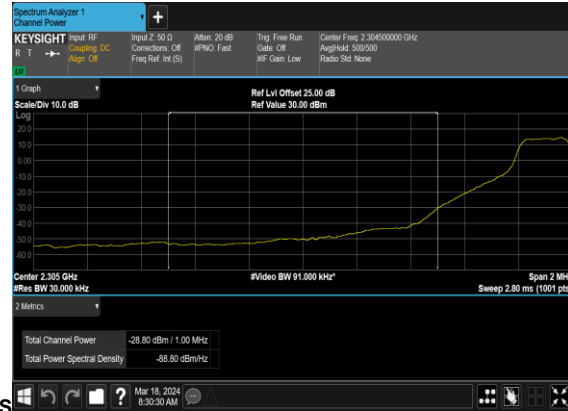 Spectrum Analyzer 1
Channel Power
+
KEYSIGHT Input: RF Input Z: 50 Ω Atten: 20 dB Trig: Free Run Center Freq: 2.304500000 GHz
R T Coupling: DC Corrections: Off #PNO: Fast Gate: Off Avg|Hold: 500/500
Align: Off Freq Ref: Int (S) #IF Gain: Low Radio Std: None
1 Graph
Ref Lvl Offset 25.00 dB
Scale/Div 10.0 dB Ref Value 30.00 dBm
Log
20.0
10.0
0.00
-10.0
-20.0
-30.0
-40.0
-50.0
-60.0
Center 2.305 GHz #Video BW 91.000 kHz* Span 2 MH
#Res BW 30.000 kHz Sweep 2.80 ms (1001 pts
2 Metrics
Total Channel Power -28.80 dBm / 1.00 MHz
Total Power Spectral Density -88.80 dBm/Hz
s ? Mar 18, 2024
8:30:30 AM